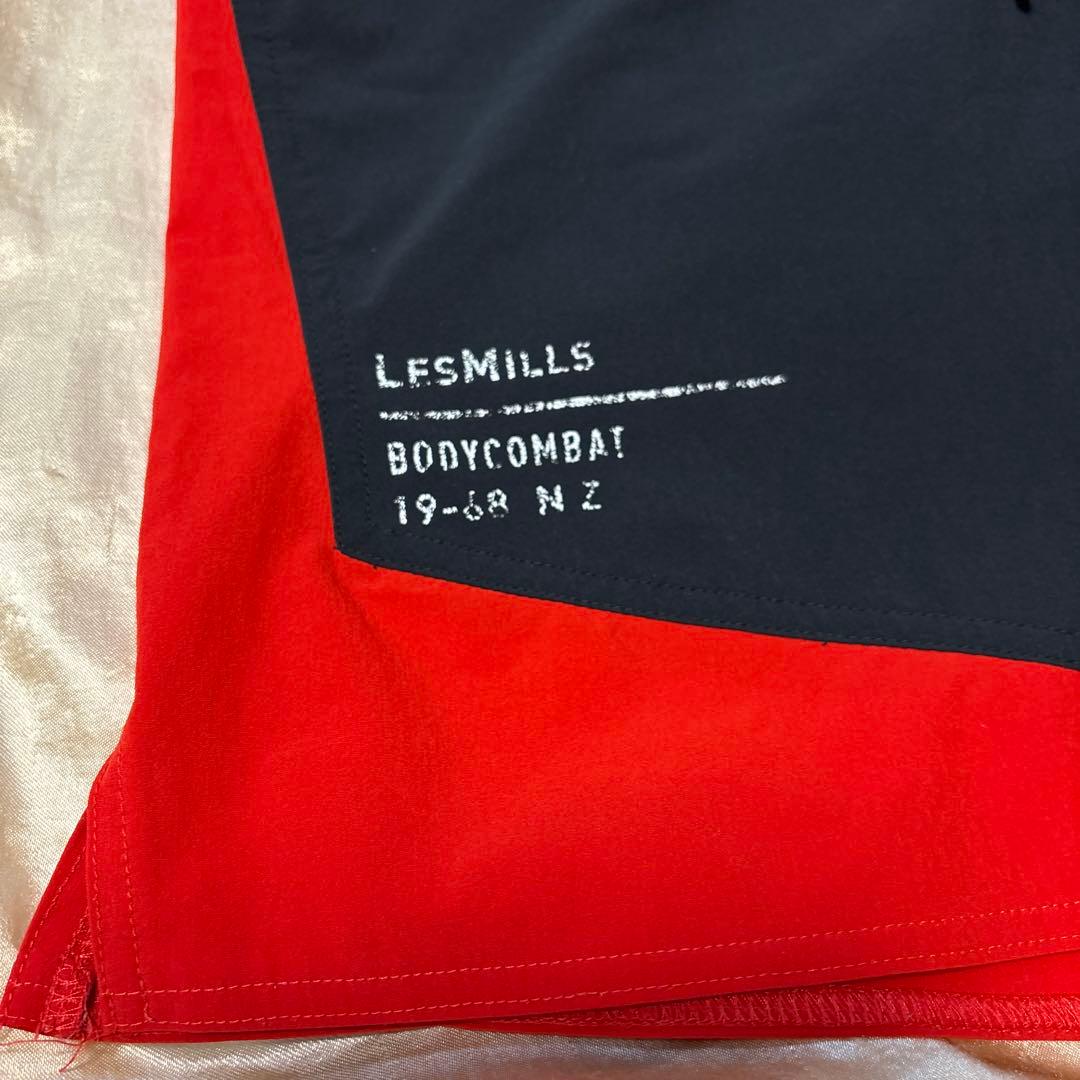 LESMILLS
BODYCOMBAT
19-68 NZ